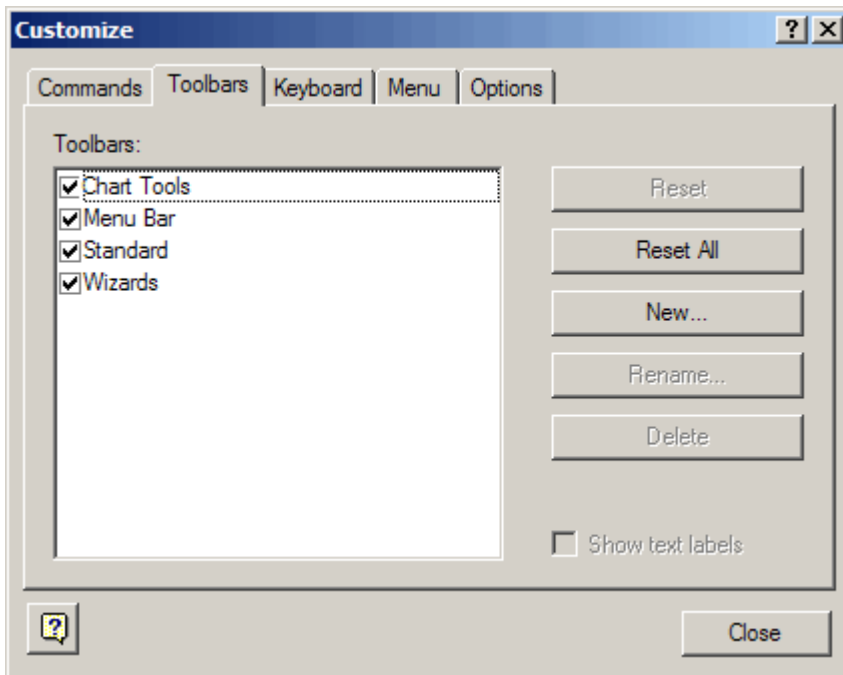 Customize
Commands Toolbars Keyboard Menu Options
Toolbars:
Chart Tools
Menu Bar
Standard
Wizards
Reset
Reset All
New...
Rename...
Delete
Show text labels
Close